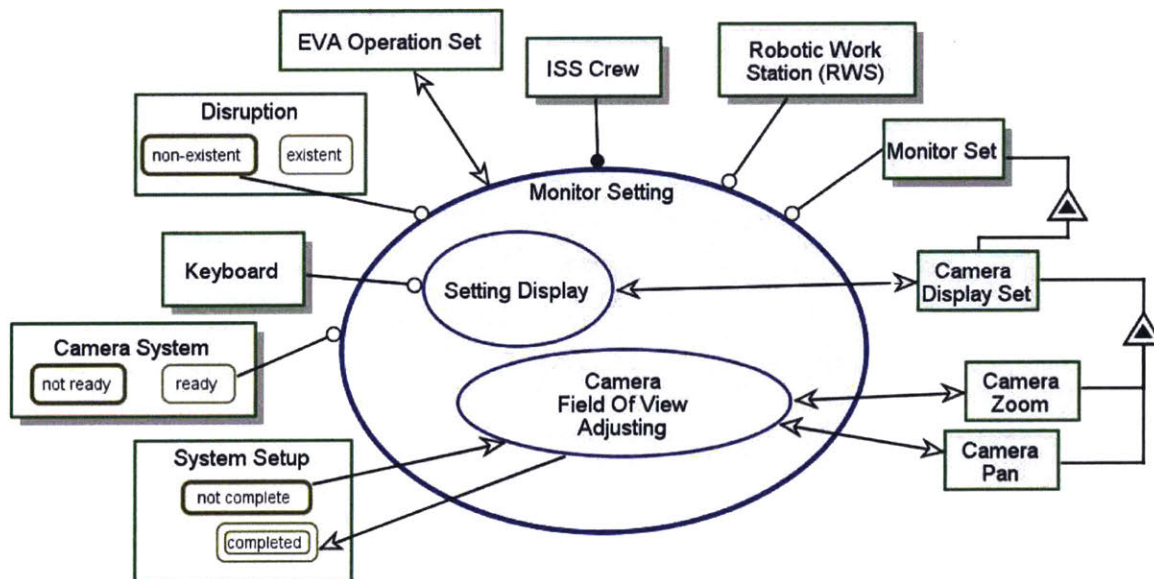 EVA Operation Set
ISS Crew
Robotic Work
Station (RWS)
Disruption
non-existent
existent
Monitor Set
Monitor Setting
Keyboard
Setting Display
Camera
Display Set
Camera System
not ready
ready
Camera
Field Of View
Adjusting
Camera
Zoom
System Setup
not complete
completed
Camera
Pan